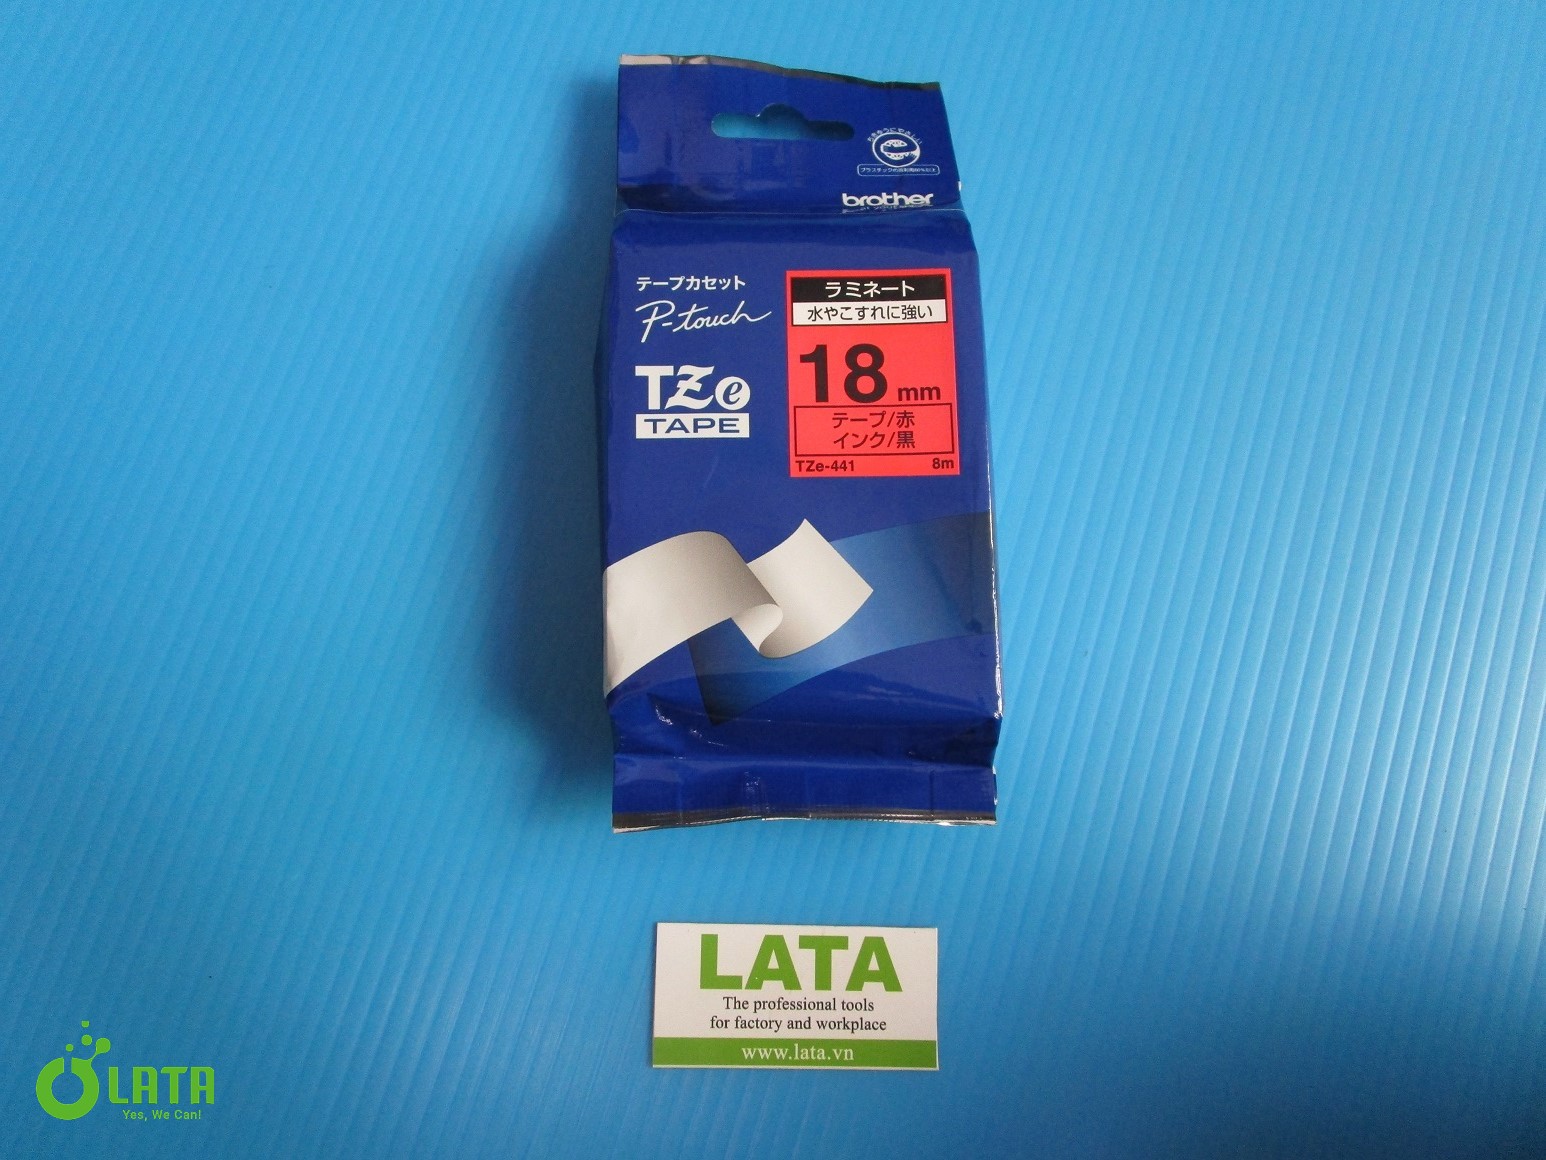 brother
テープカセット
P-touch
TZe
TAPE
ラミネート
水やこすれに強い
18 mm
テープ/赤
インク/黒
TZe-441 8m
LATA
The professional tools
for factory and workplace
www.lata.vn
LATA
Yes, We Can!